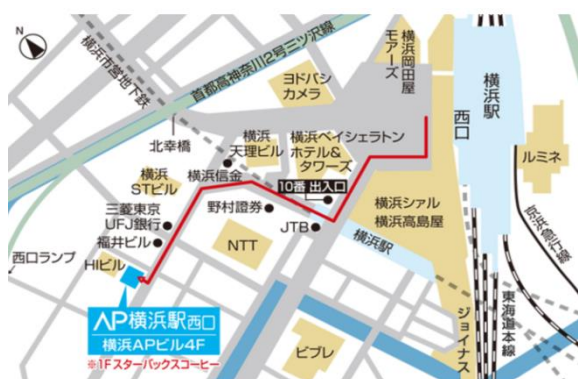 N
横浜市営地下鉄
首都高神奈川2号三ツ沢線
ヨドバシ
カメラ
横浜岡田屋
モアーズ
横浜駅
西口
北幸橋
横浜
天理ビル
横浜ベイシェラトン
ホテル&
タワーズ
ルミネ
横浜
STビル
横浜信金
10番 出入口
横浜シァル
横浜高島屋
京浜急行線
三菱東京
UFJ銀行
野村證券
JTB
福井ビル
NTT
横浜駅
西口ランプ
HIビル
AP横浜駅西口
横浜APビル4F
※1Fスターバックスコーヒー
ビブレ
ジョイナス
東海道本線